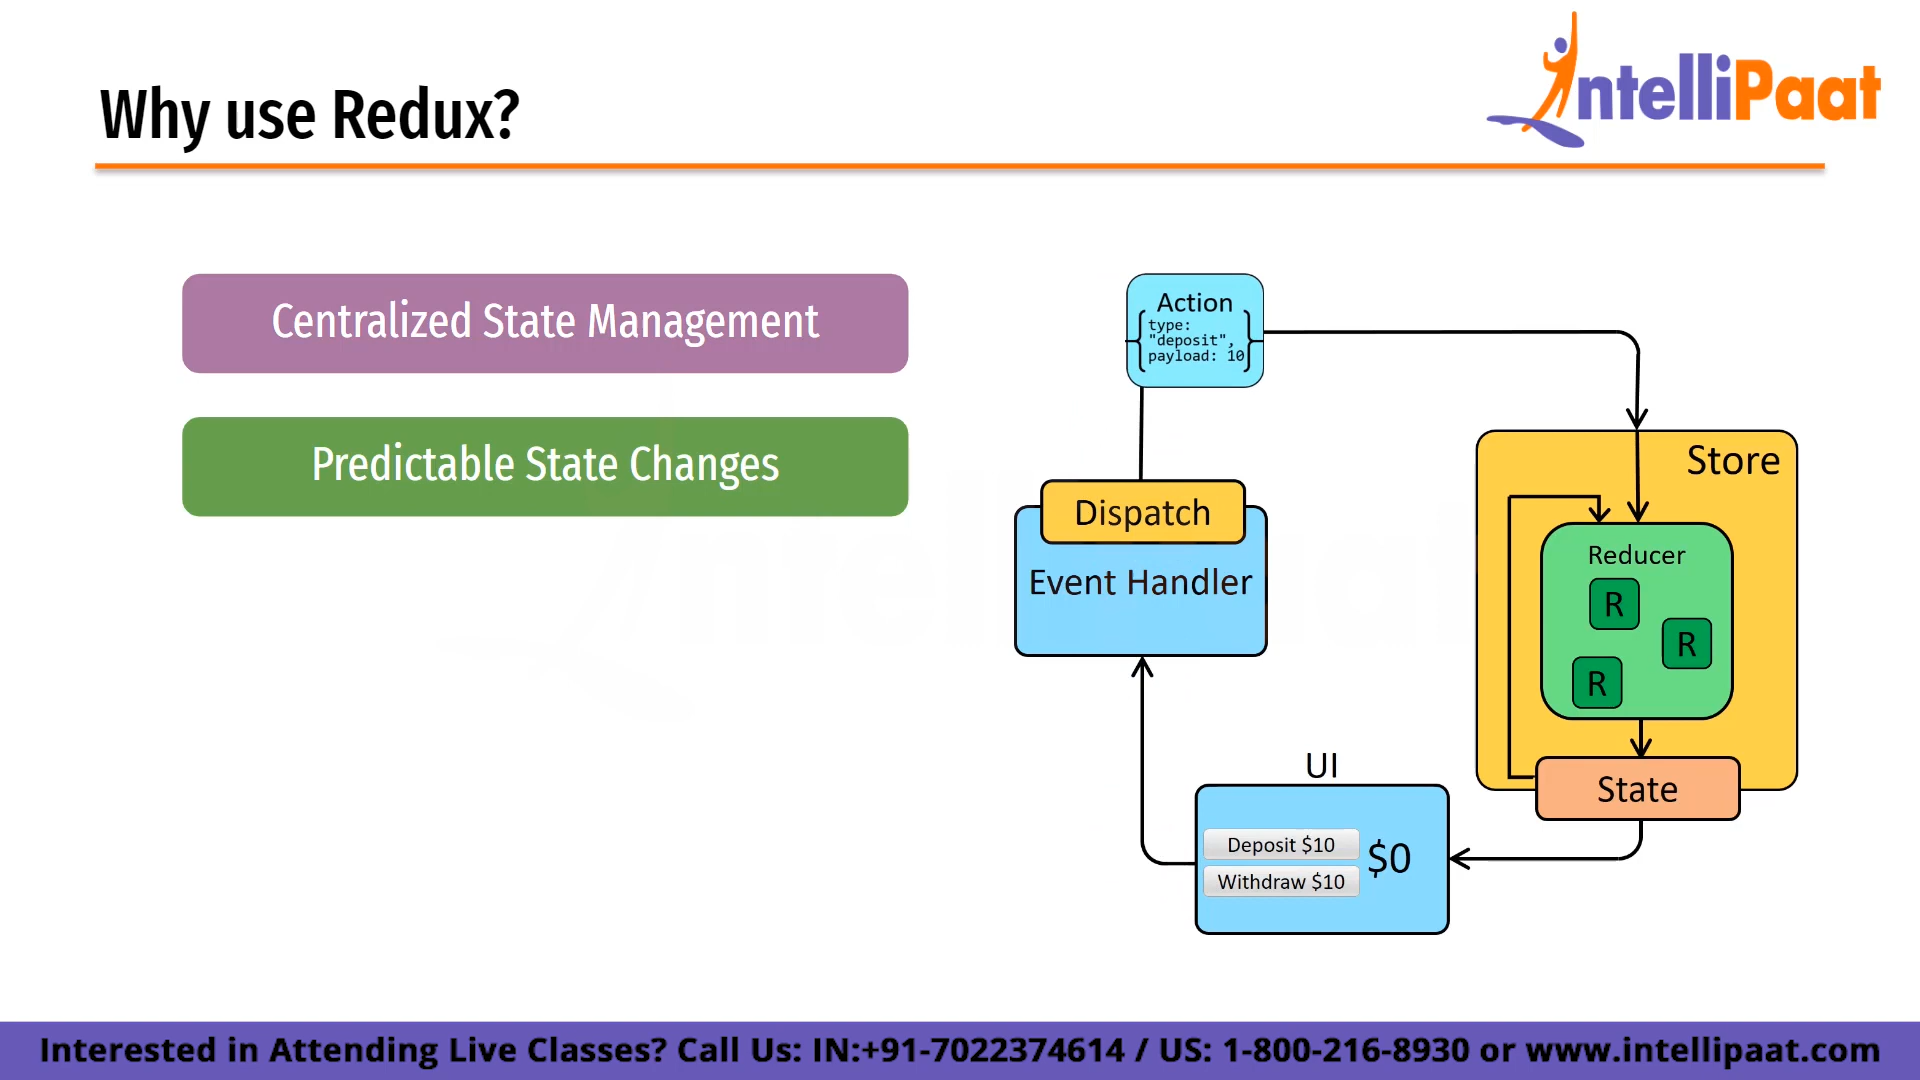 Why use Redux?
ntelliPaat
Centralized State Management
Predictable State Changes
Action
{ type:
"deposit",
payload: 10 }
Dispatch
Event Handler
Store
Reducer
R
R
R
State
UI
Deposit $10
Withdraw $10
$0
Interested in Attending Live Classes? Call Us: IN:+91-7022374614 / US: 1-800-216-8930 or www.intellipaat.com